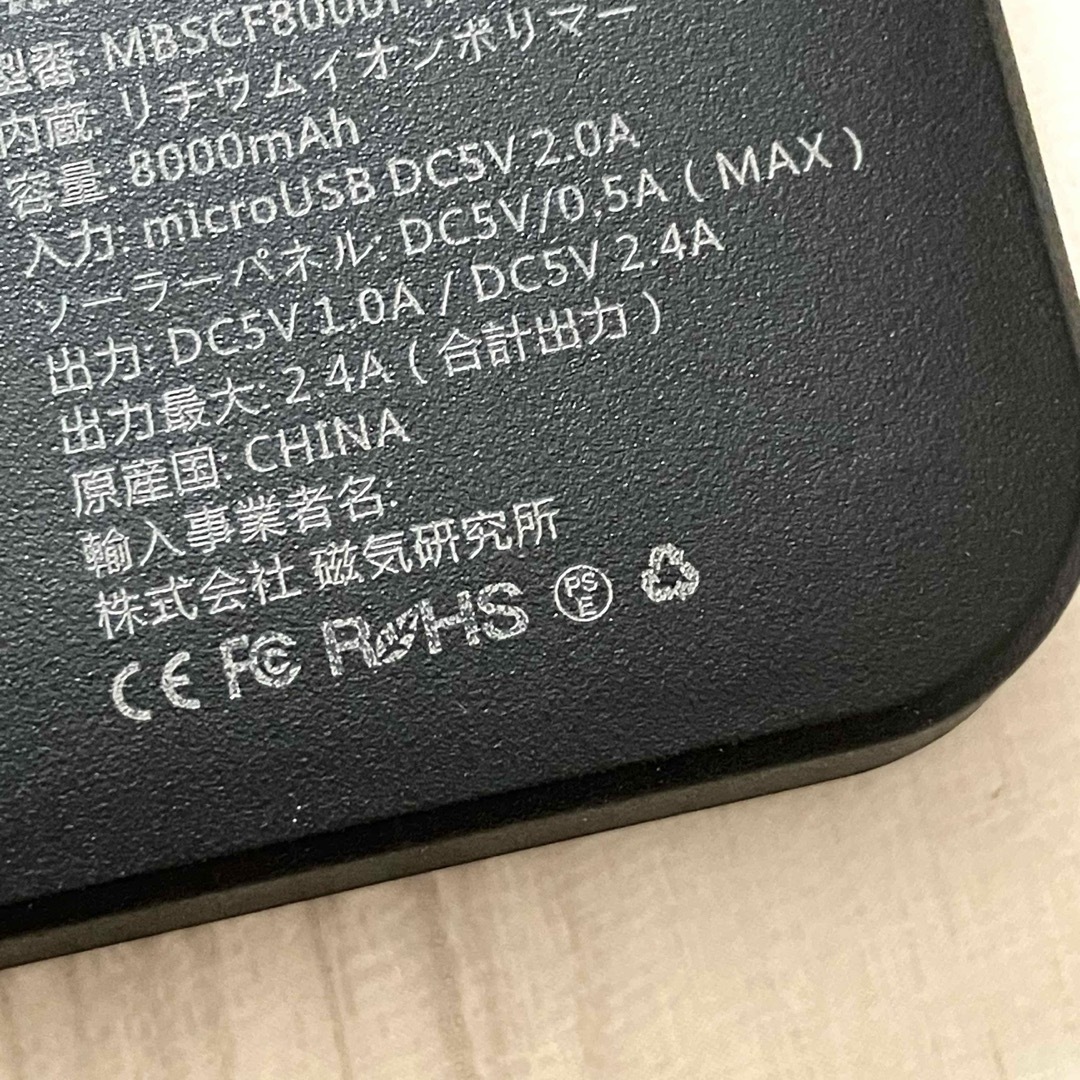 型番: MBSCF8000
内蔵: リチウムイオンポリマー
容量: 8000mAh
入力: microUSB DC5V 2.0A
ソーラーパネル: DC5V/0.5A ( MAX )
出力: DC5V 1.0A / DC5V 2.4A
出力最大: 2.4A ( 合計出力 )
原産国: CHINA
輸入事業者名:
株式会社 磁気研究所
CE FC RoHS PSE